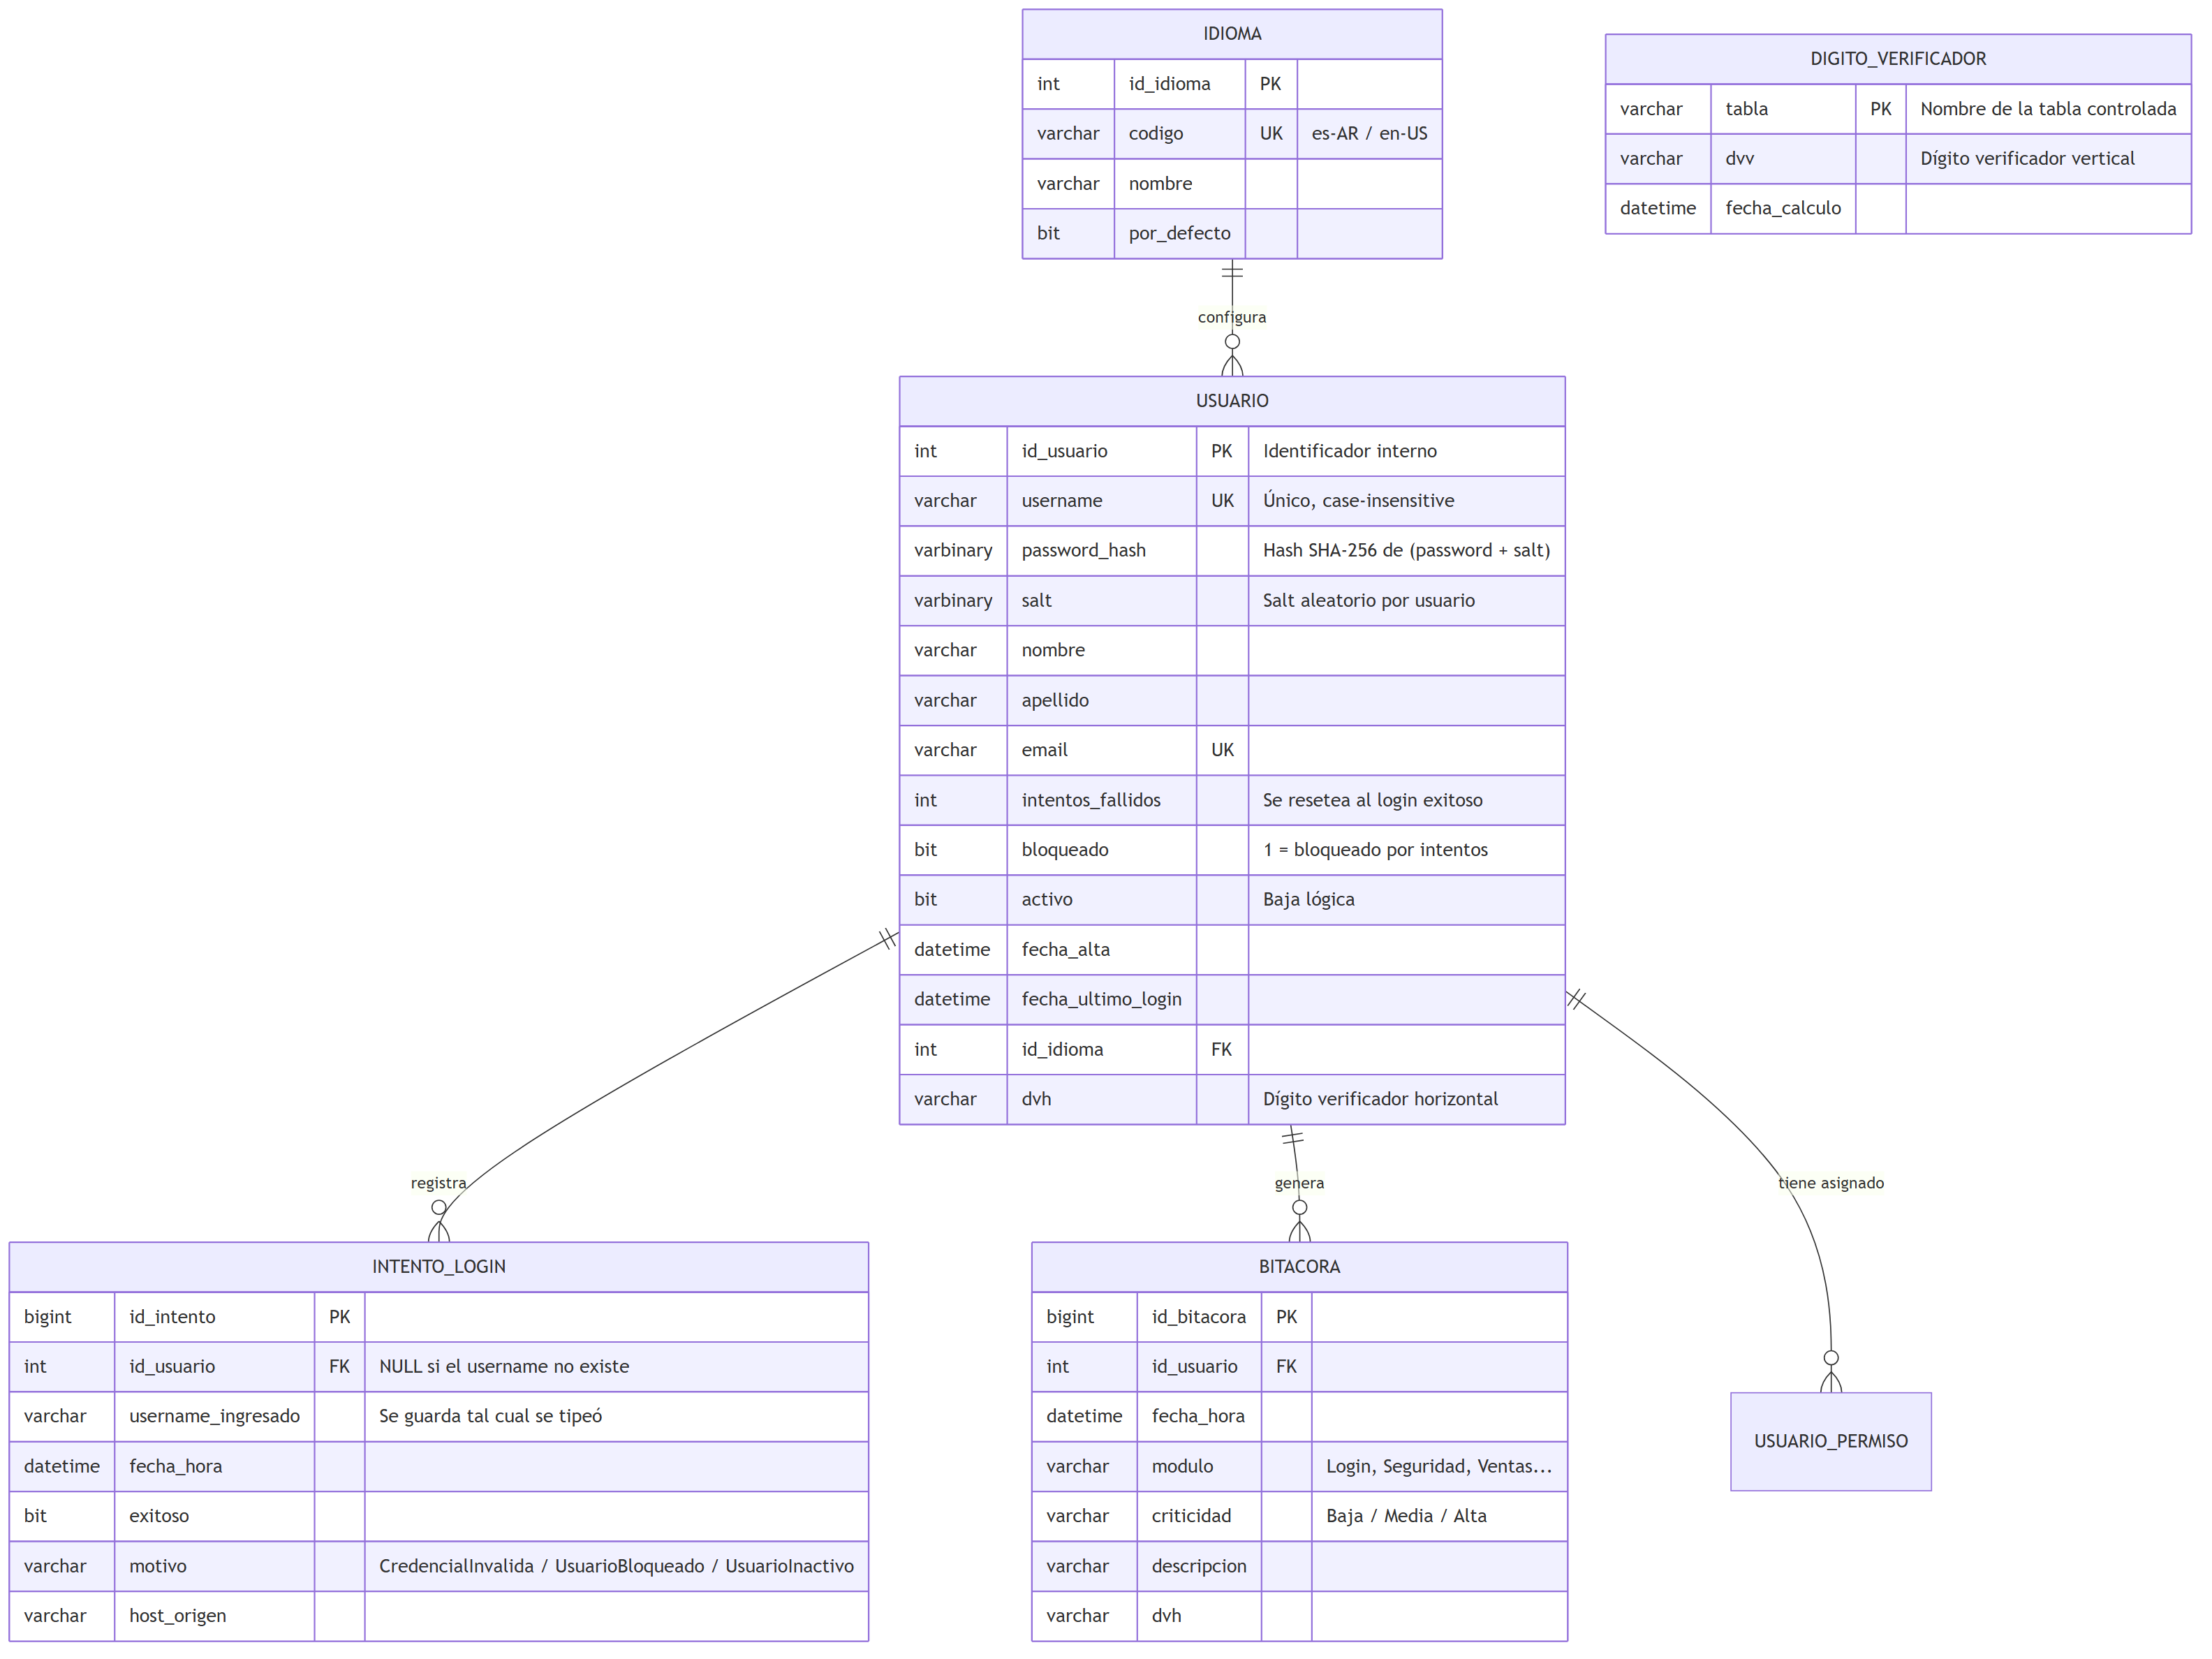 IDIOMA
int id_idioma PK
varchar codigo UK es-AR / en-US
varchar nombre
bit por_defecto
DIGITO_VERIFICADOR
varchar tabla PK Nombre de la tabla controlada
varchar dvv Dígito verificador vertical
datetime fecha_calculo
configura
USUARIO
int id_usuario PK Identificador interno
varchar username UK Único, case-insensitive
varbinary password_hash Hash SHA-256 de (password + salt)
varbinary salt Salt aleatorio por usuario
varchar nombre
varchar apellido
varchar email UK
int intentos_fallidos Se resetea al login exitoso
bit bloqueado 1 = bloqueado por intentos
bit activo Baja lógica
datetime fecha_alta
datetime fecha_ultimo_login
int id_idioma FK
varchar dvh Dígito verificador horizontal
registra
genera
tiene asignado
INTENTO_LOGIN
bigint id_intento PK
int id_usuario FK NULL si el username no existe
varchar username_ingresado Se guarda tal cual se tipeó
datetime fecha_hora
bit exitoso
varchar motivo CredencialInvalida / UsuarioBloqueado / UsuarioInactivo
varchar host_origen
BITACORA
bigint id_bitacora PK
int id_usuario FK
datetime fecha_hora
varchar modulo Login, Seguridad, Ventas...
varchar criticidad Baja / Media / Alta
varchar descripcion
varchar dvh
USUARIO_PERMISO